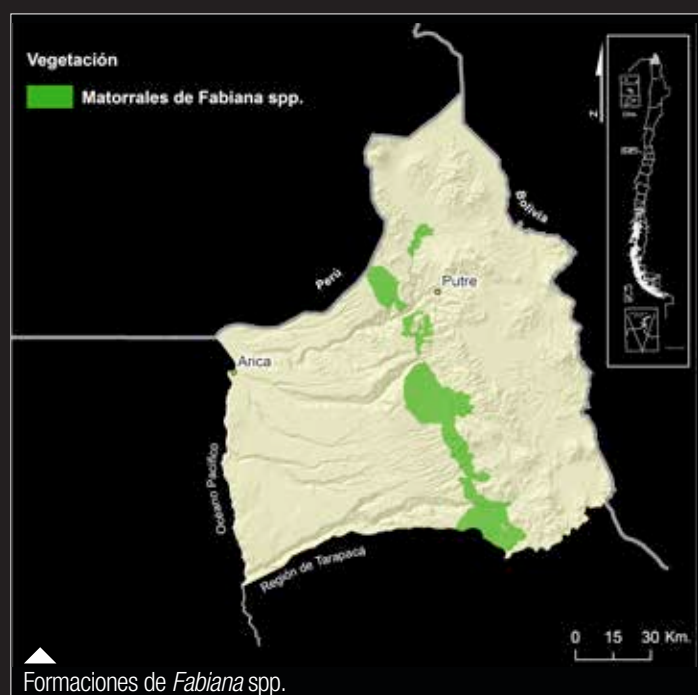 Vegetación
Matorrales de Fabiana spp.
N
Bolivia
Perú
Putre
Arica
Océano Pacífico
Región de Tarapacá
0 15 30 Km.
Formaciones de Fabiana spp.